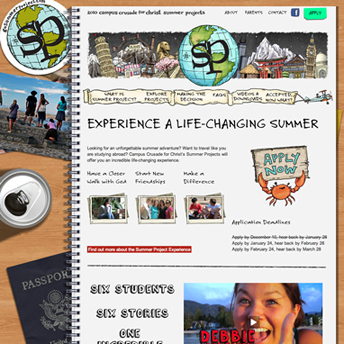 2010 campus crusade for christ summer projects
ABOUT PARENTS CONTACT APPLY
sp
WHAT IS SUMMER PROJECT?
EXPLORE PROJECTS
MAKING THE DECISION
FAQS
VIDEOS & DOWNLOADS
ACCEPTED, NOW WHAT?
EXPERIENCE A LIFE-CHANGING SUMMER
Looking for an unforgettable summer adventure? Want to travel like you
are studying abroad? Campus Crusade for Christ's Summer Projects will
offer you an incredible life-changing experience.
Have a Closer
Walk with God
Start New
Friendships
Make a
Difference
APPLY
NOW
Application Deadlines
Apply by December 10, hear back by January 28
Apply by January 24, hear back by February 28
Apply by February 24, hear back by March 28
Find out more about the Summer Project Experience
PASSPORT
SIX STUDENTS
SIX STORIES
ONE
INCREDIBLE
DEBBIE